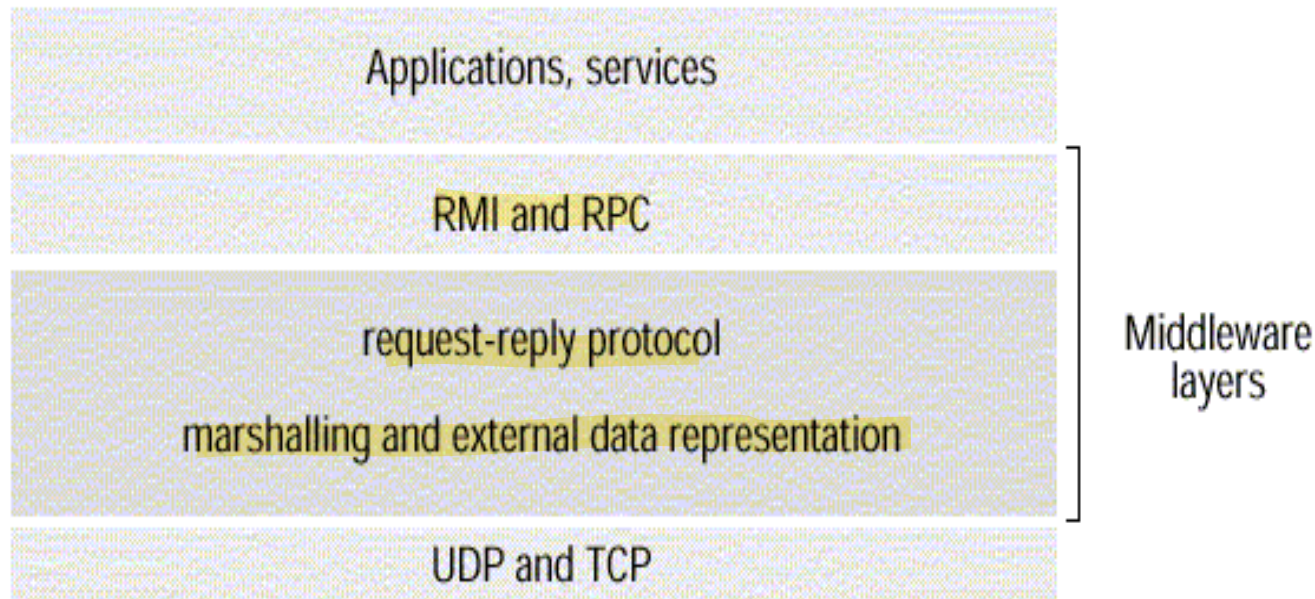 Applications, services
RMI and RPC
request-reply protocol
marshalling and external data representation
Middleware
layers
UDP and TCP